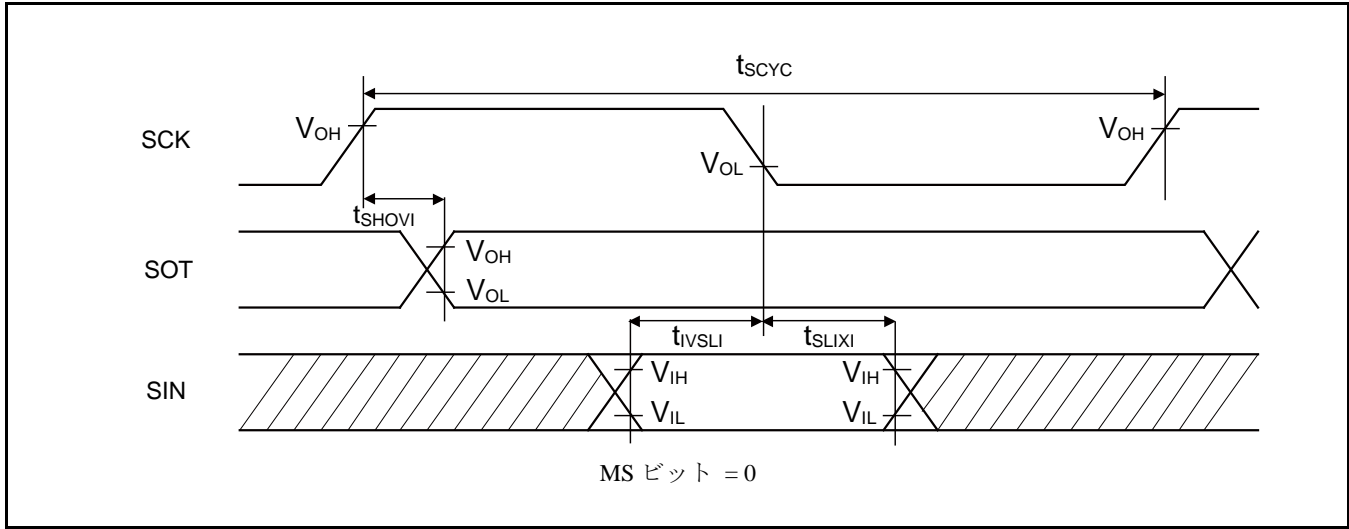 tSCYC
SCK
VOH
VOL
VOH
tSHOVI
SOT
VOH
VOL
tIVSLI
tSLIXI
SIN
VIH
VIL
VIH
VIL
MS ビット = 0